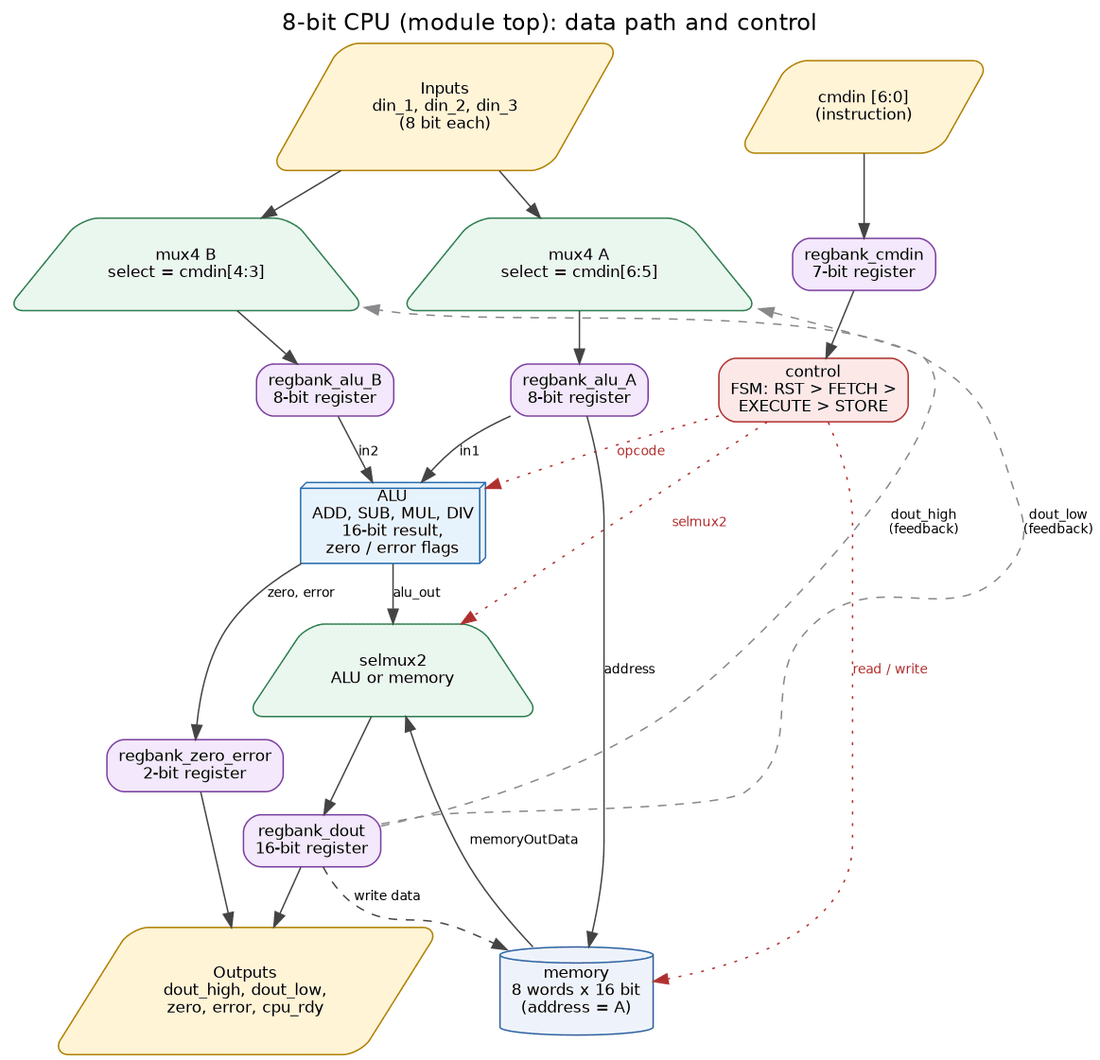 8-bit CPU (module top): data path and control
Inputs
din_1, din_2, din_3
(8 bit each)
cmdin [6:0]
(instruction)
mux4 B
select = cmdin[4:3]
mux4 A
select = cmdin[6:5]
regbank_cmdin
7-bit register
regbank_alu_B
8-bit register
regbank_alu_A
8-bit register
control
FSM: RST > FETCH >
EXECUTE > STORE
in2
in1
opcode
ALU
ADD, SUB, MUL, DIV
16-bit result,
zero / error flags
selmux2
dout_high
(feedback)
dout_low
(feedback)
zero, error
alu_out
selmux2
ALU or memory
address
read / write
regbank_zero_error
2-bit register
regbank_dout
16-bit register
memoryOutData
write data
Outputs
dout_high, dout_low,
zero, error, cpu_rdy
memory
8 words x 16 bit
(address = A)